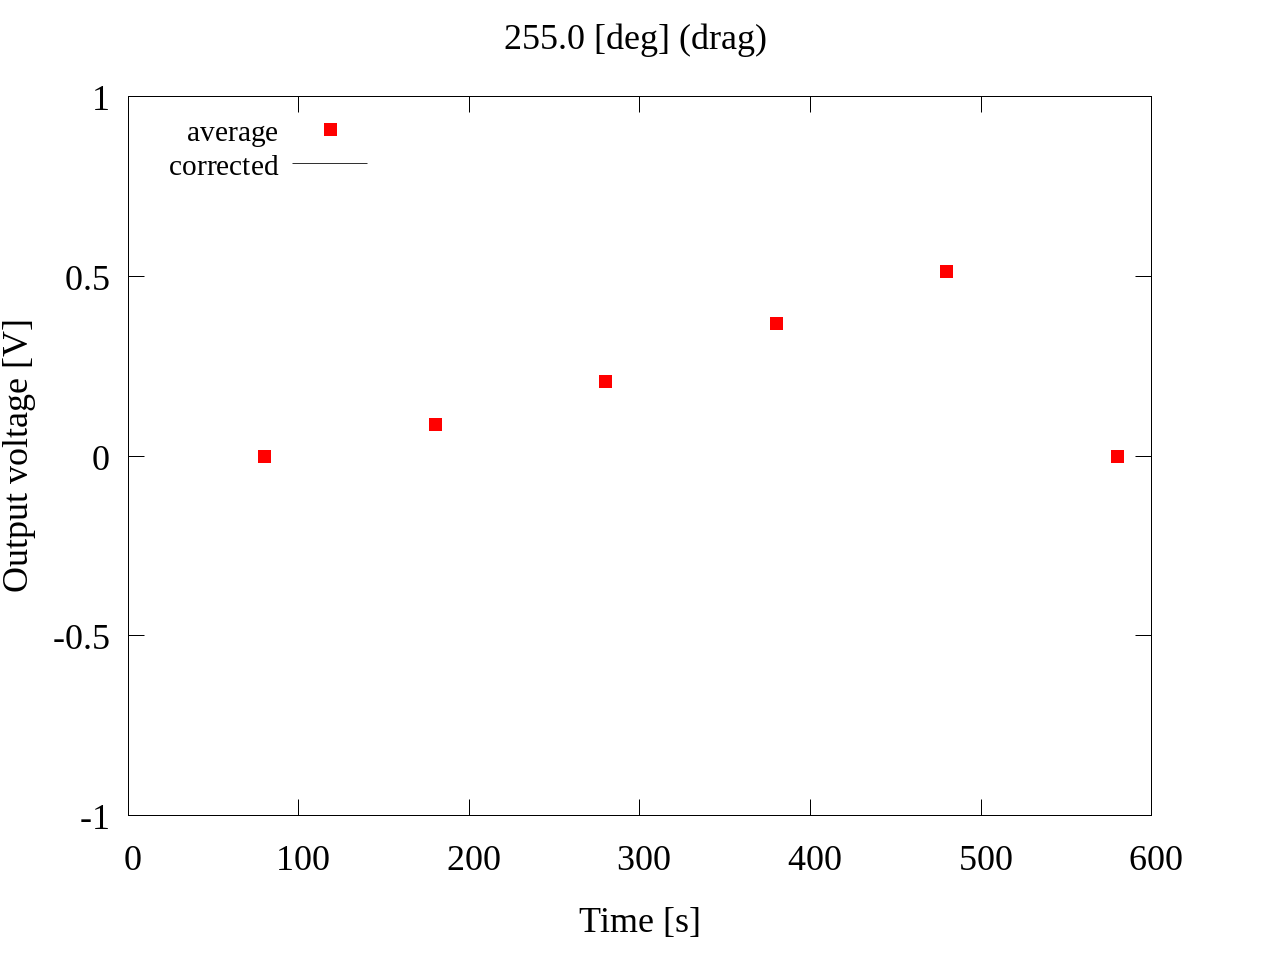 255.0 [deg] (drag)
average
corrected
1
0.5
0
-0.5
-1
Output voltage [V]
0 100 200 300 400 500 600
Time [s]